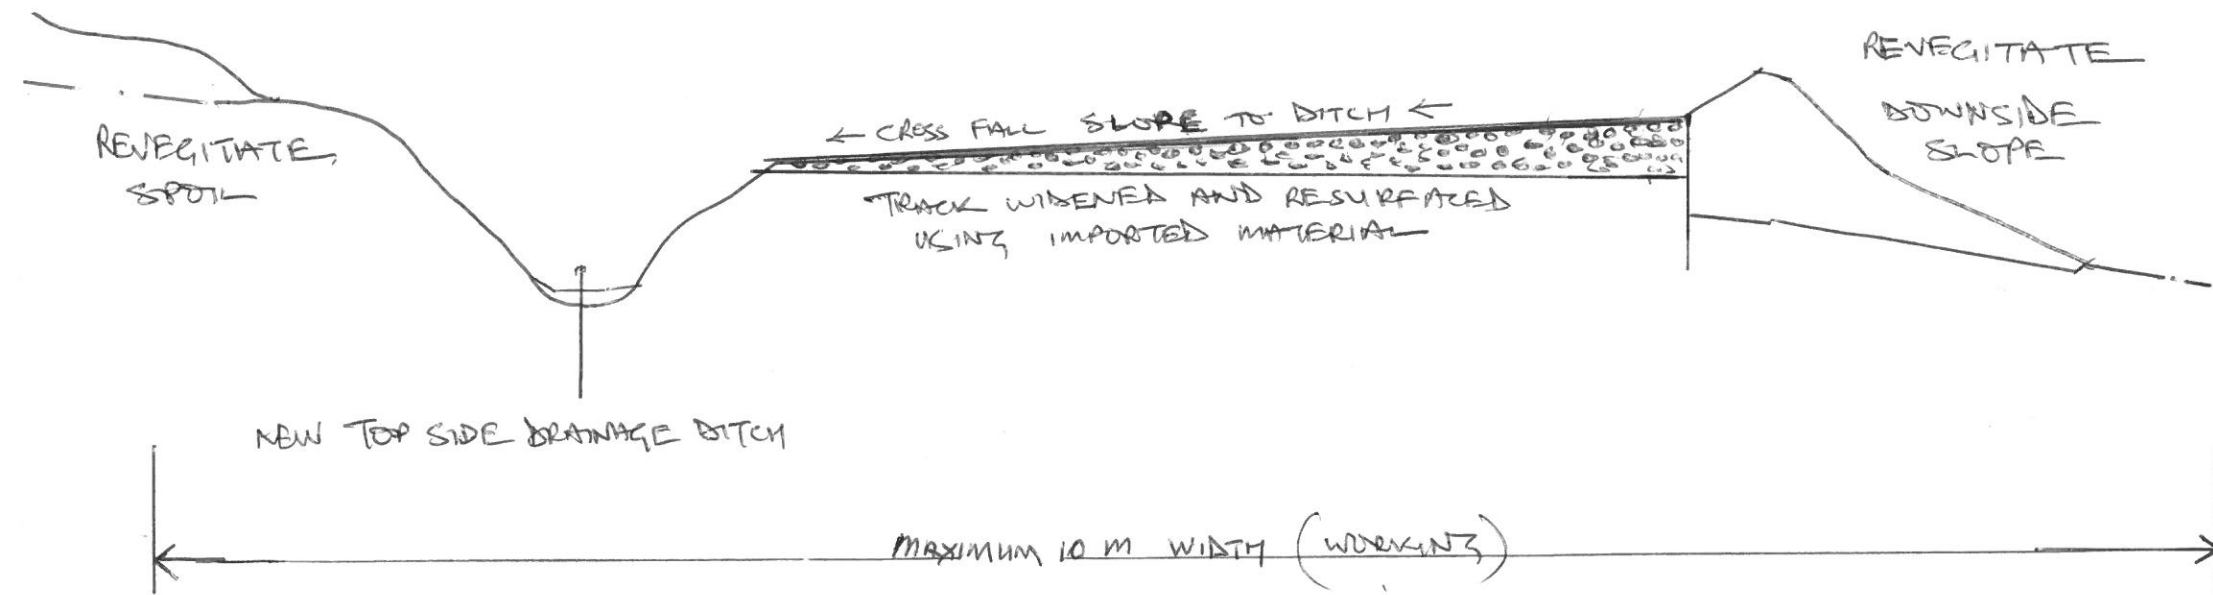 REVEGITATE
SPOIL
← CROSS FALL SLOPE TO DITCH ←
TRACK WIDENED AND RESURFACED
USING IMPORTED MATERIAL
REVEGITATE
DOWNSIDE
SLOPE
NEW TOP SIDE DRAINAGE DITCH
MAXIMUM 10 M WIDTH (WORKING)